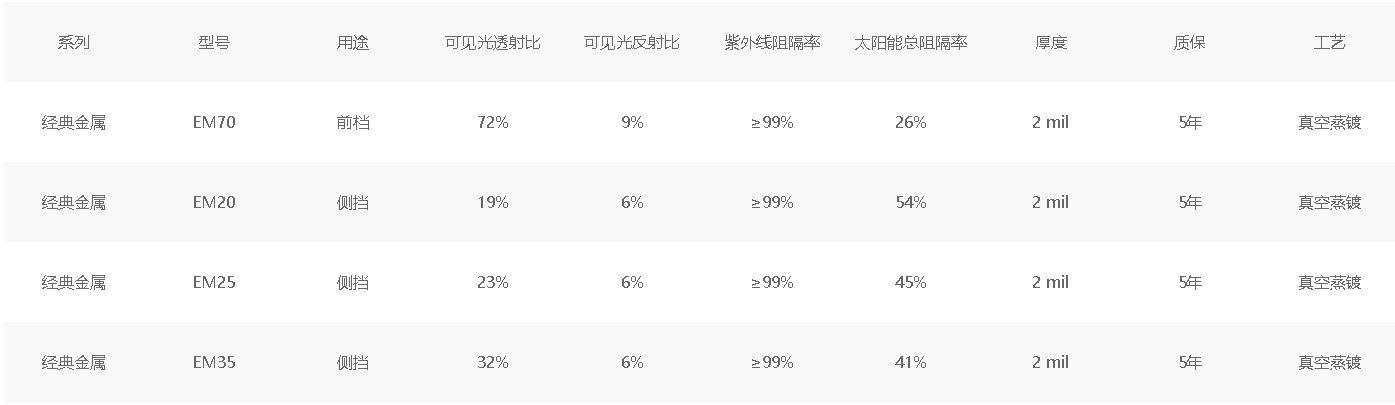 系列 型号 用途 可见光透射比 可见光反射比 紫外线阻隔率 太阳能总阻隔率 厚度 质保 工艺
经典金属 EM70 前档 72% 9% ≥99% 26% 2 mil 5年 真空蒸镀
经典金属 EM20 侧挡 19% 6% ≥99% 54% 2 mil 5年 真空蒸镀
经典金属 EM25 侧挡 23% 6% ≥99% 45% 2 mil 5年 真空蒸镀
经典金属 EM35 侧挡 32% 6% ≥99% 41% 2 mil 5年 真空蒸镀